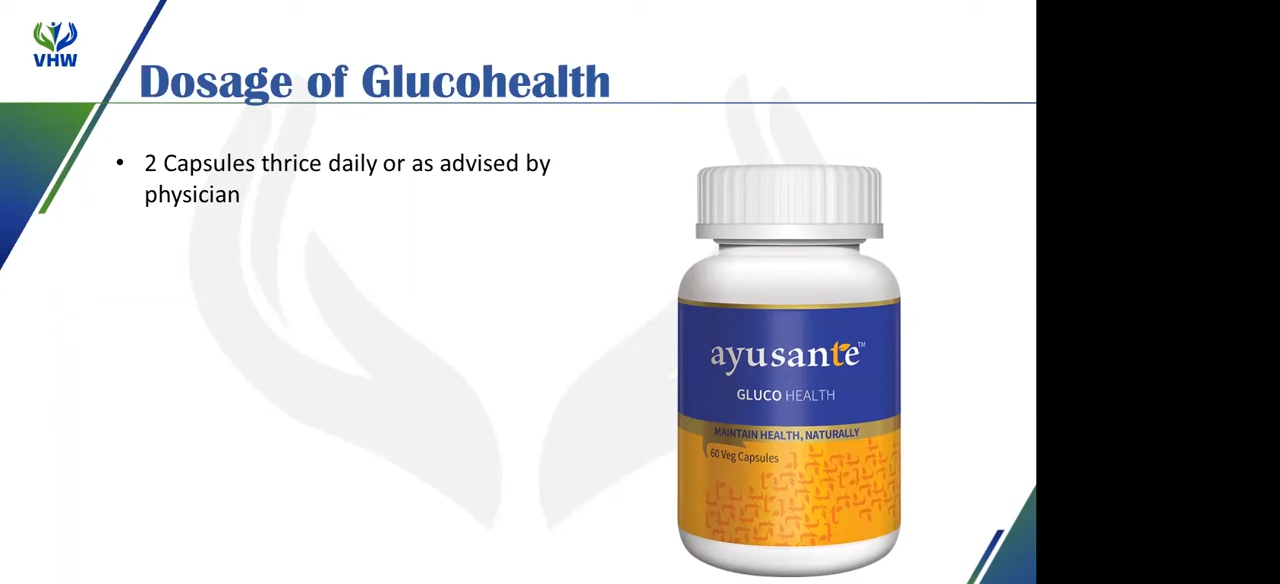 VHW
Dosage of Glucohealth
• 2 Capsules thrice daily or as advised by
physician
ayusante™
GLUCO HEALTH
MAINTAIN HEALTH, NATURALLY
60 Veg Capsules